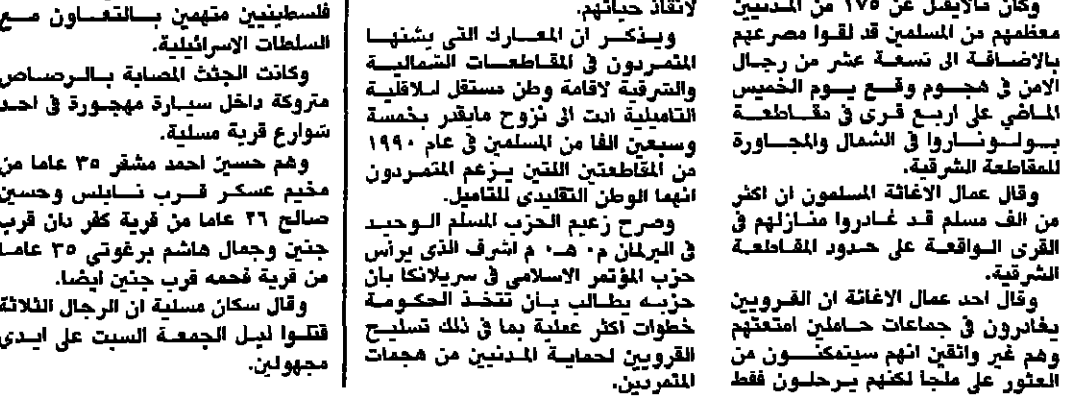 وكان مالايقل عن ١٧٥ من المدنيين
معظمهم من المسلمين قد لقوا مصرعهم
بالاضافة الى تسعة عشر من رجال
الامن في هجوم وقع يوم الخميس
الماضي على اربع قرى في مقاطعة
بولوناروا في الشمال والمجاورة
للمقاطعة الشرقية.
وقال عمال الاغاثة المسلمون ان اكثر
من الف مسلم قد غادروا منازلهم في
القرى الواقعة على حدود المقاطعة
الشرقية.
وقال احد عمال الاغاثة ان القرويين
يغادرون في جماعات حاملين امتعتهم
وهم غير واثقين انهم سيتمكنون من
العثور على ملجا لكنهم يرحلون فقط
لانقاذ حياتهم.
ويذكر ان المعارك التي يشنها
المتمردون في المقاطعات الشمالية
والشرقية لاقامة وطن مستقل للاقلية
التاميلية ادت الى نزوح مايقدر بخمسة
وسبعين الفا من المسلمين في عام ١٩٩٠
من المقاطعتين اللتين يزعم المتمردون
انهما الوطن التقليدي للتاميل.
وصرح زعيم الحزب المسلم الوحيد
في البرلمان م. هـ. م اشرف الذى يرأس
حزب المؤتمر الاسلامي في سريلانكا بان
حزبه يطالب بان تتخذ الحكومة
خطوات اكثر عملية بما في ذلك تسليح
القرويين لحماية المدنيين من هجمات
المتمردين.
فلسطينيين متهمين بالتعاون مع
السلطات الاسرائيلية.
وكانت الجثث المصابة بالرصاص
متروكة داخل سيارة مهجورة في احد
شوارع قرية مسلية.
وهم حسين احمد مشقر ٣٥ عاما من
مخيم عسكر قرب نابلس وحسين
صالح ٢٦ عاما من قرية كفر دان قرب
جنين وجمال هاشم برغوتي ٣٥ عاما
من قرية فحمه قرب جنين ايضا.
وقال سكان مسلية ان الرجال الثلاثة
قتلوا ليل الجمعة السبت على ايدى
مجهولين.